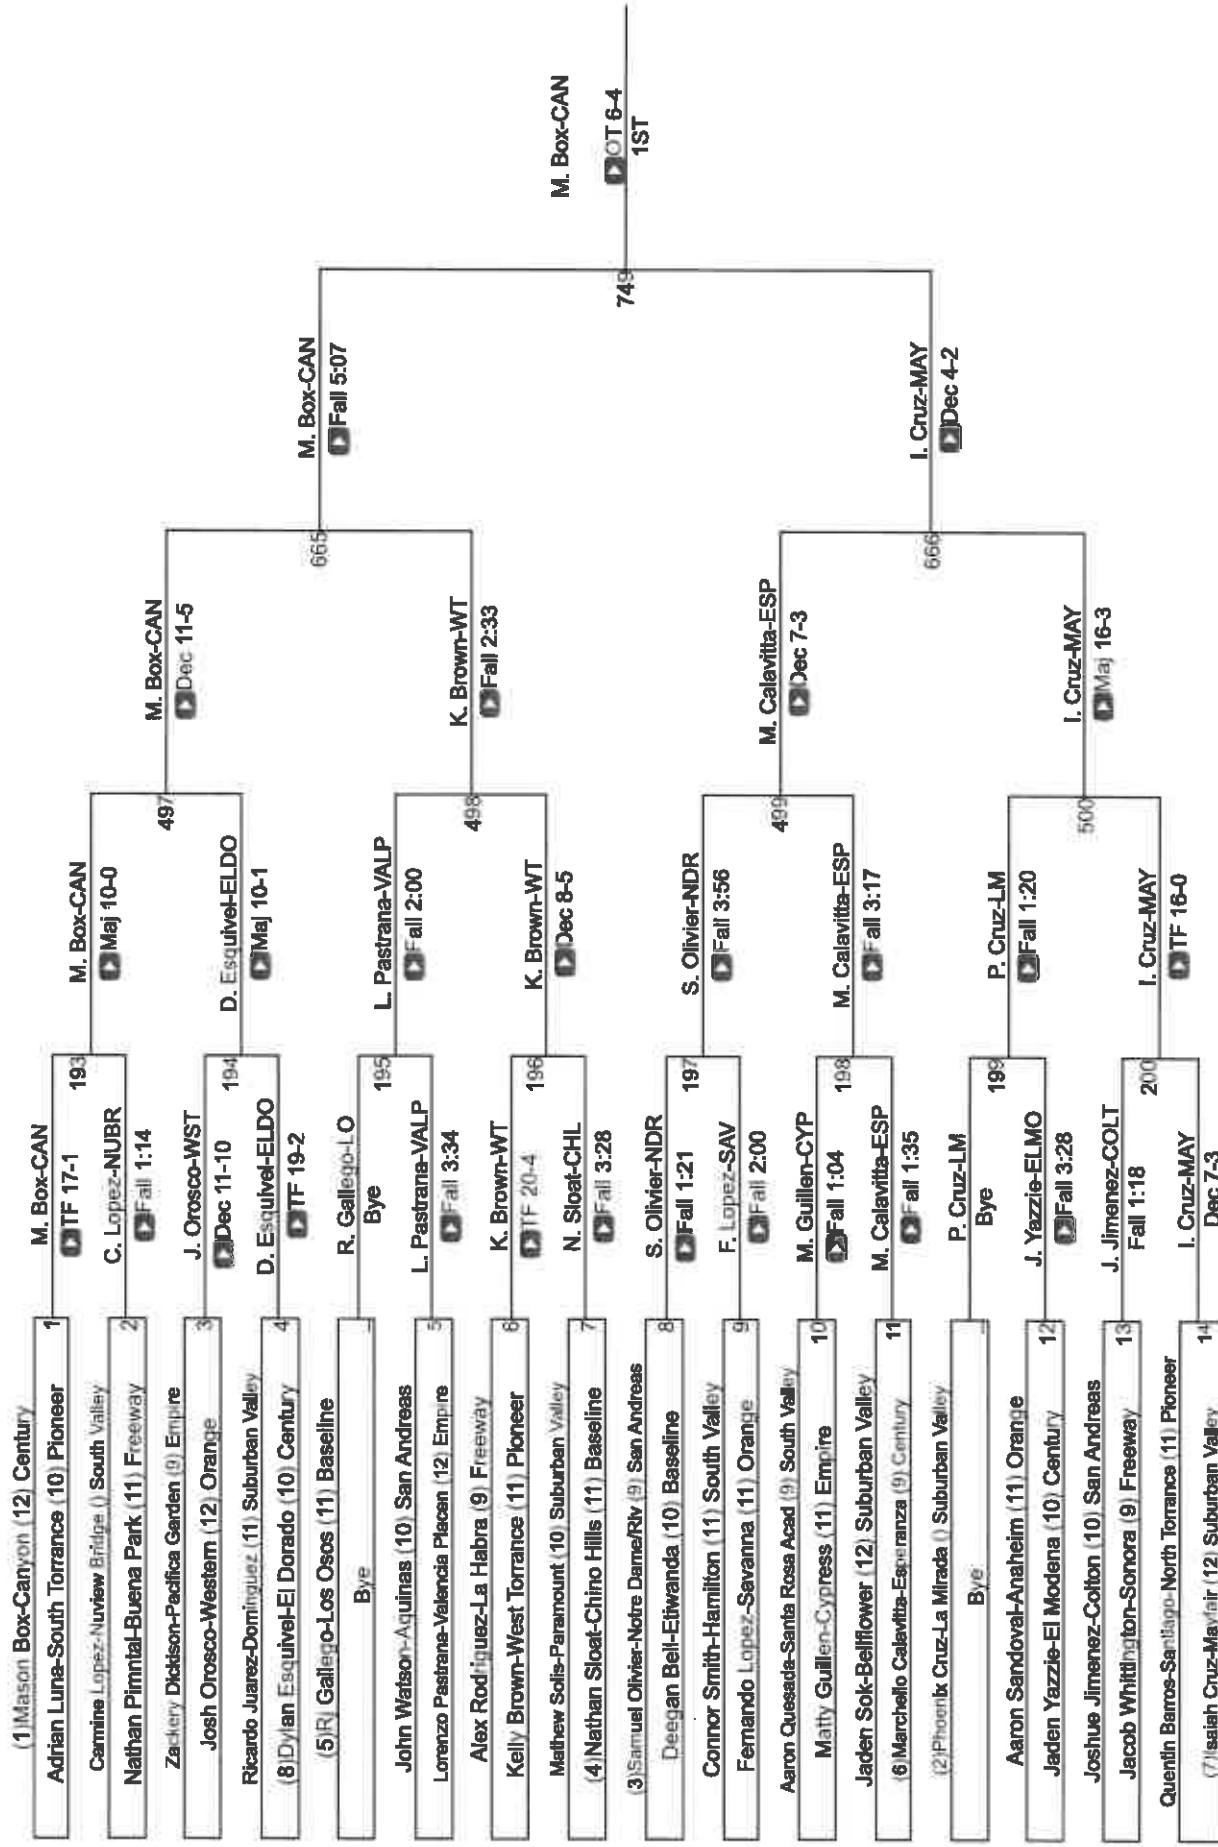 (1)Mason Box-Canyon (12) Century
Adrian Luna-South Torrance (10) Pioneer
1
Carmine Lopez-Nuview Bridge () South Valley
Nathan Pimntal-Buena Park (11) Freeway
2
Zackery Dickison-Pacifica Garden (9) Empire
Josh Orosco-Western (12) Orange
3
Ricardo Juarez-Dominguez (11) Suburban Valley
(8)Dylan Esquivel-El Dorado (10) Century
4
(5)Rj Gallego-Los Osos (11) Baseline
Bye
John Watson-Aquinas (10) San Andreas
Lorenzo Pastrana-Valencia Placen (12) Empire
5
Alex Rodriguez-La Habra (9) Freeway
Kelly Brown-West Torrance (11) Pioneer
6
Mathew Solis-Paramount (10) Suburban Valley
(4)Nathan Sloat-Chino Hills (11) Baseline
7
(3)Samuel Olivier-Notre Dame/Riv (9) San Andreas
Deegan Bell-Etiwanda (10) Baseline
8
Connor Smith-Hamilton (11) South Valley
Fernando Lopez-Savanna (11) Orange
9
Aaron Quesada-Santa Rosa Acad (9) South Valley
Matty Guillen-Cypress (11) Empire
10
Jaden Sok-Bellflower (12) Suburban Valley
(6)Marchello Calavitta-Esperanza (9) Century
11
(2)Phoenix Cruz-La Mirada () Suburban Valley
Bye
Aaron Sandoval-Anaheim (11) Orange
Jaden Yazzie-El Modena (10) Century
12
Joshue Jimenez-Colton (10) San Andreas
Jacob Whittington-Sonora (9) Freeway
13
Quentin Barros-Santiago-North Torrance (11) Pioneer
(7)Isaiah Cruz-Mayfair (12) Suburban Valley
14
M. Box-CAN
TF 17-1
193
C. Lopez-NUBR
Fall 1:14
J. Orosco-WST
Dec 11-10
194
D. Esquivel-ELDO
TF 19-2
R. Gallego-LO
Bye
195
L. Pastrana-VALP
Fall 3:34
K. Brown-WT
TF 20-4
196
N. Sloat-CHL
Fall 3:28
S. Olivier-NDR
Fall 1:21
197
F. Lopez-SAV
Fall 2:00
M. Guillen-CYP
Fall 1:04
198
M. Calavitta-ESP
Fall 1:35
P. Cruz-LM
Bye
199
J. Yazzie-ELMO
Fall 3:28
J. Jimenez-COLT
Fall 1:18
200
I. Cruz-MAY
Dec 7-3
M. Box-CAN
Maj 10-0
497
D. Esquivel-ELDO
Maj 10-1
L. Pastrana-VALP
Fall 2:00
498
K. Brown-WT
Dec 8-5
S. Olivier-NDR
Fall 3:56
499
M. Calavitta-ESP
Fall 3:17
P. Cruz-LM
Fall 1:20
500
I. Cruz-MAY
TF 16-0
M. Box-CAN
Dec 11-5
665
K. Brown-WT
Fall 2:33
M. Calavitta-ESP
Dec 7-3
666
I. Cruz-MAY
Maj 16-3
M. Box-CAN
Fall 5:07
749
I. Cruz-MAY
Dec 4-2
M. Box-CAN
OT 6-4
1ST